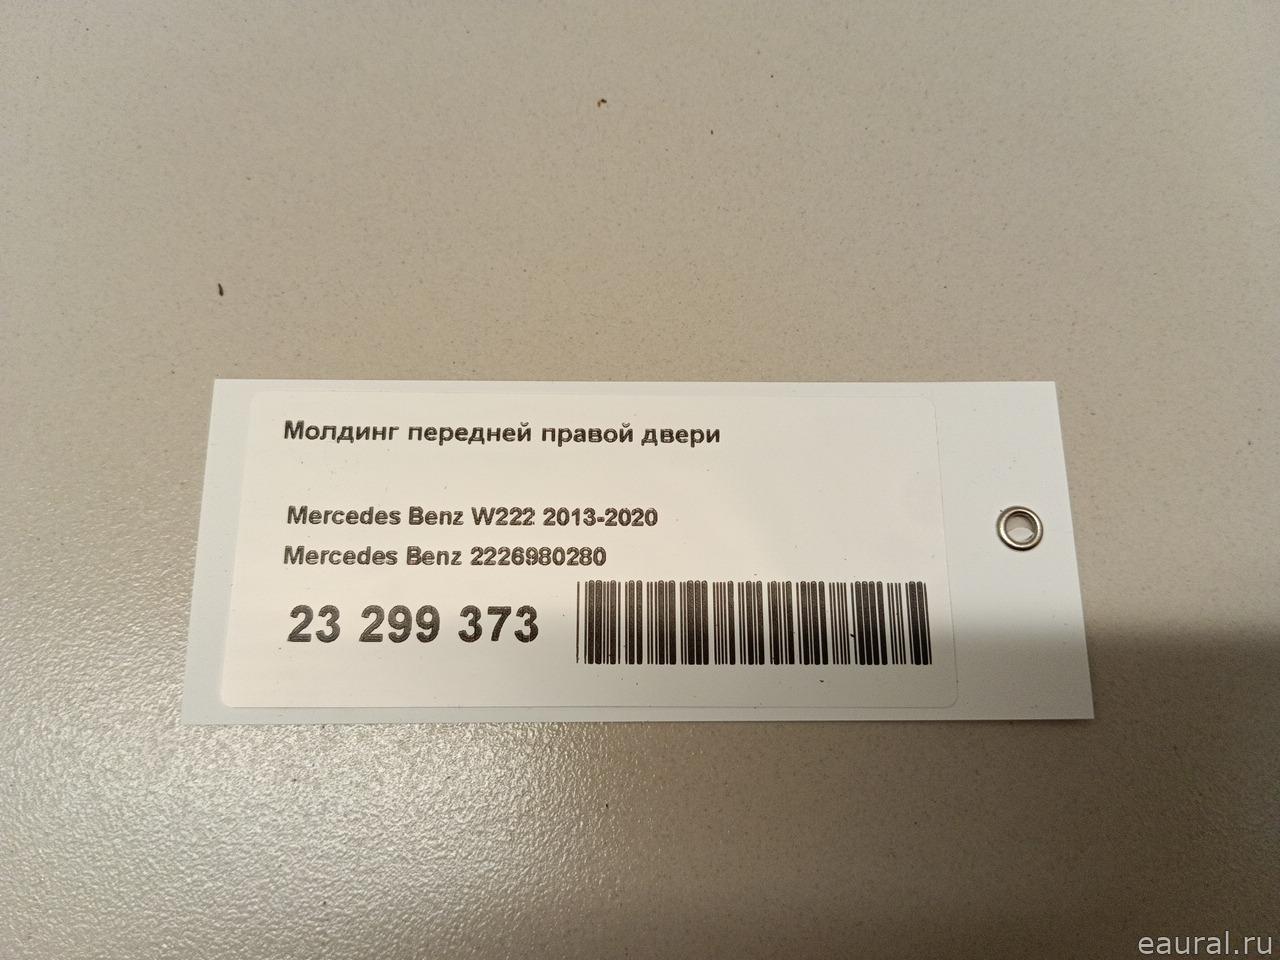 Молдинг передней правой двери
Mercedes Benz W222 2013-2020
Mercedes Benz 2226980280
23 299 373
eaural.ru